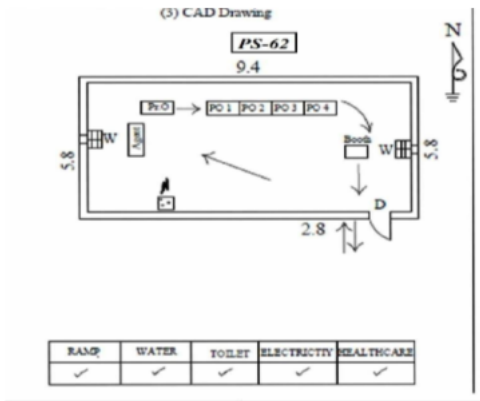 (3) CAD Drawing
PS-62
N
9.4
PrO PO 1 PO 2 PO 3 PO 4
W Agent Booth W
5.8 5.8
D
2.8
RAMP WATER TOILET ELECTRICTIY HEALTHCARE